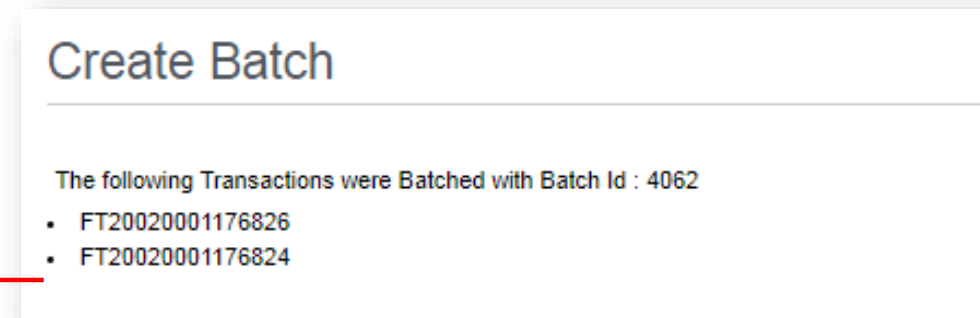 Create Batch
The following Transactions were Batched with Batch Id : 4062
• FT20020001176826
• FT20020001176824